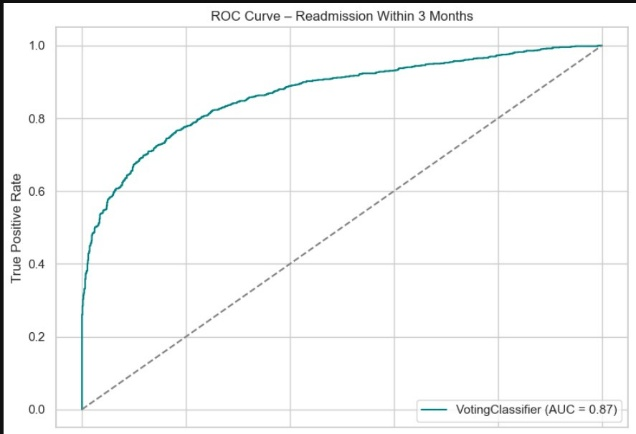 ROC Curve – Readmission Within 3 Months
True Positive Rate
1.0
0.8
0.6
0.4
0.2
0.0
VotingClassifier (AUC = 0.87)